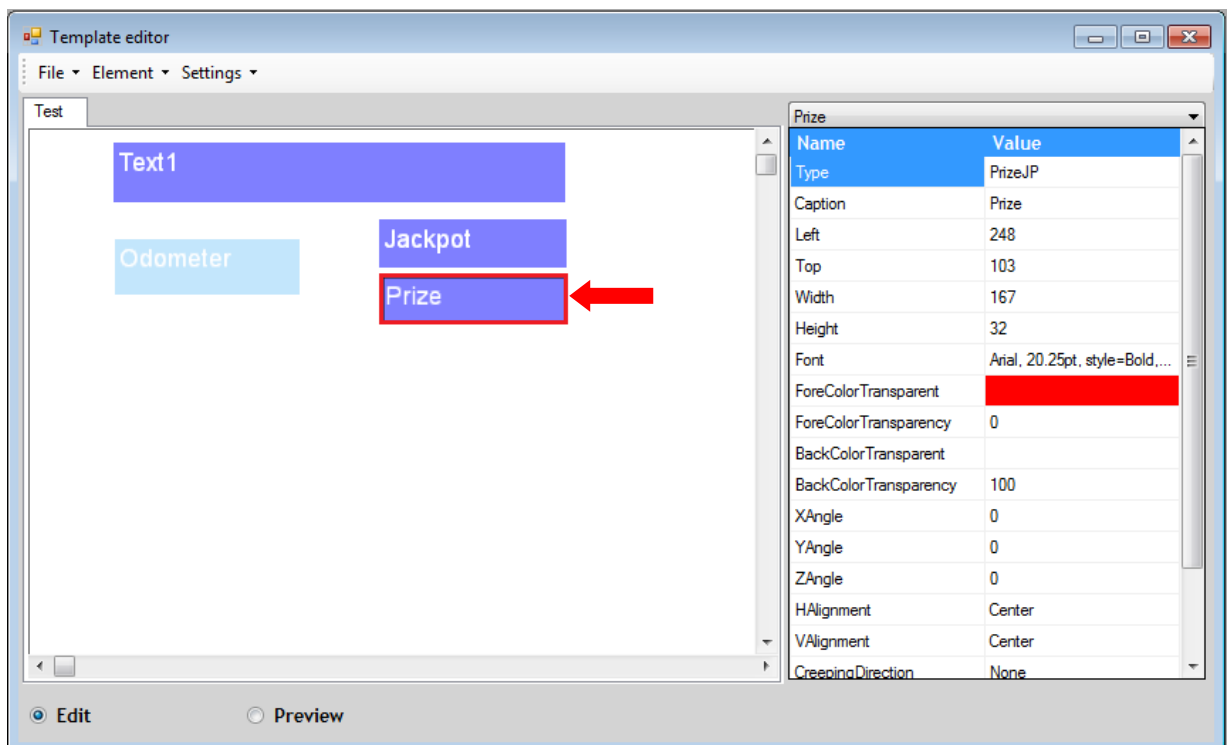 Template editor
File Element Settings
Test
Text1
Odometer
Jackpot
Prize
Prize
Name Value
Type PrizeJP
Caption Prize
Left 248
Top 103
Width 167
Height 32
Font Arial, 20.25pt, style=Bold,...
ForeColorTransparent
ForeColorTransparency 0
BackColorTransparent
BackColorTransparency 100
XAngle 0
YAngle 0
ZAngle 0
HAlignment Center
VAlignment Center
CreepingDirection None
Edit Preview